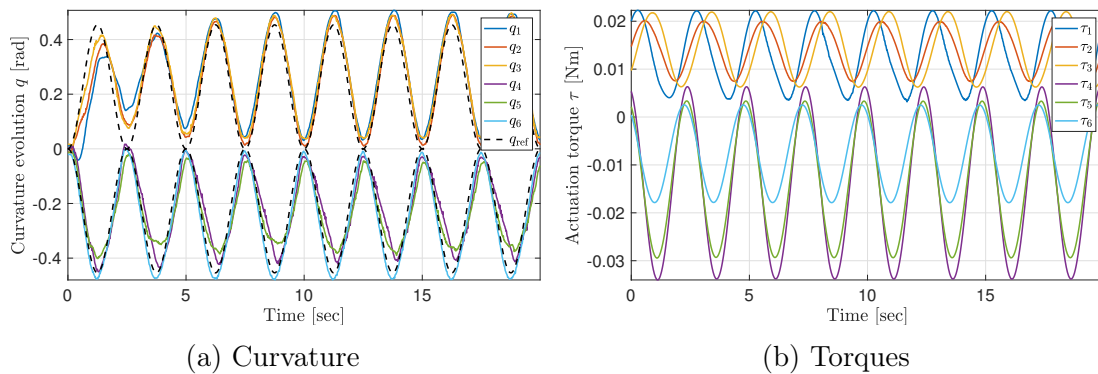 Curvature evolution q [rad]
0.4
0.2
0
-0.2
-0.4
0
5
10
15
Time [sec]
q1
q2
q3
q4
q5
q6
qref
(a) Curvature
Actuation torque τ [Nm]
0.02
0.01
0
-0.01
-0.02
-0.03
0
5
10
15
Time [sec]
τ1
τ2
τ3
τ4
τ5
τ6
(b) Torques